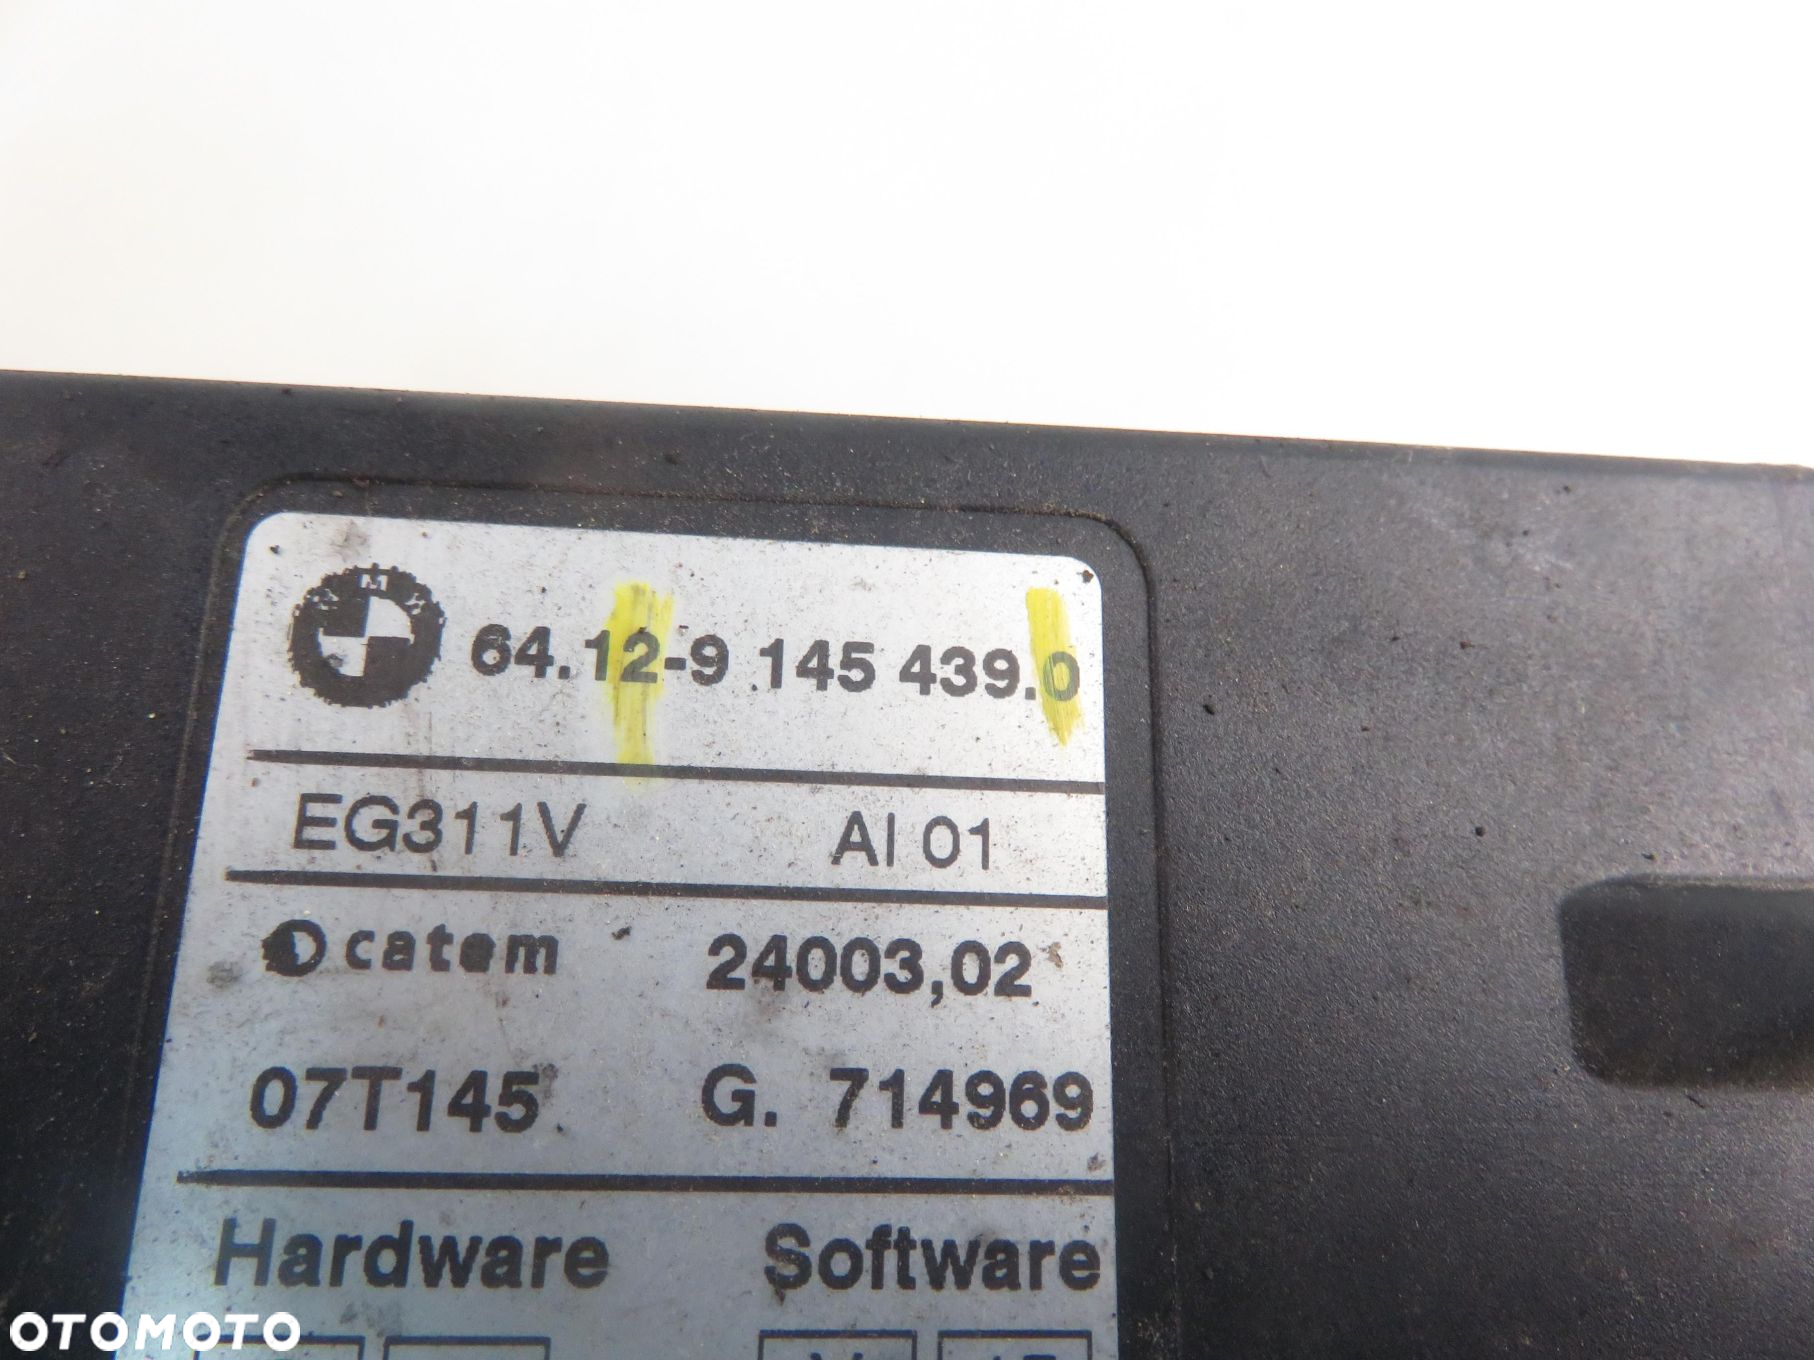 64.12-9 145 439.0
EG311V AI 01
catem 24003,02
07T145 G. 714969
Hardware Software
OTOMOTO